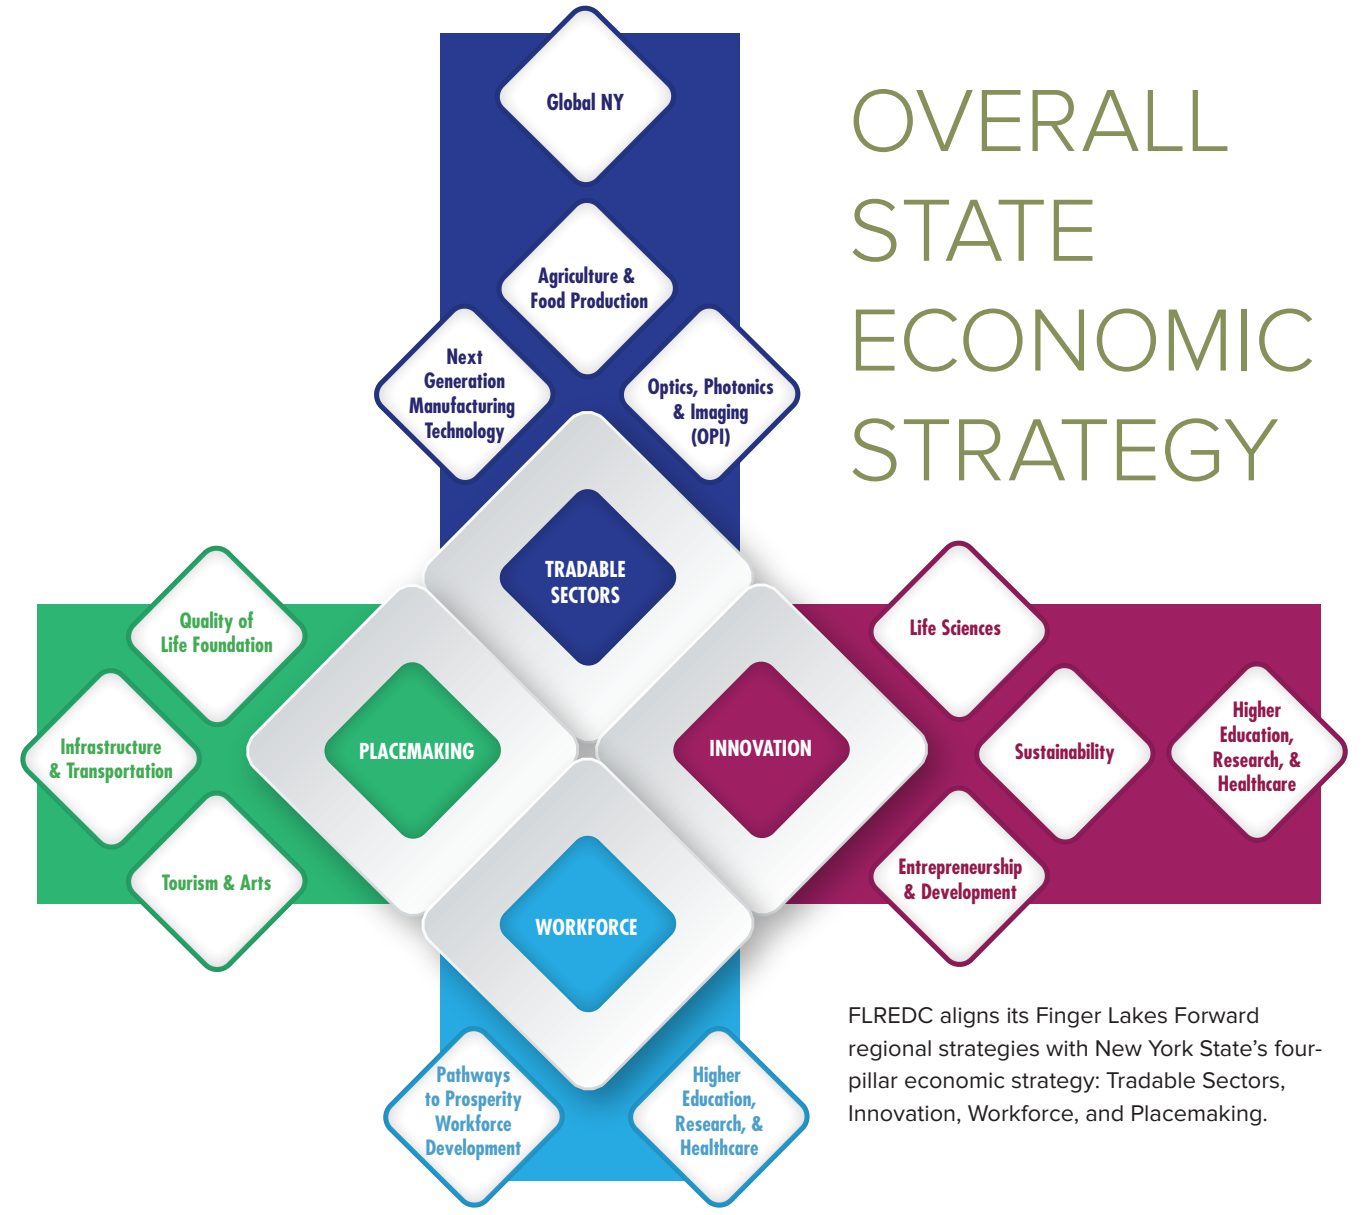 OVERALL
STATE
ECONOMIC
STRATEGY
Global NY
Agriculture &
Food Production
Next
Generation
Manufacturing
Technology
Optics, Photonics
& Imaging
(OPI)
TRADABLE
SECTORS
Quality of
Life Foundation
Infrastructure
& Transportation
Tourism & Arts
PLACEMAKING
INNOVATION
Life Sciences
Sustainability
Higher
Education,
Research, &
Healthcare
Entrepreneurship
& Development
WORKFORCE
Pathways
to Prosperity
Workforce
Development
Higher
Education,
Research, &
Healthcare
FLREDC aligns its Finger Lakes Forward
regional strategies with New York State’s four-
pillar economic strategy: Tradable Sectors,
Innovation, Workforce, and Placemaking.